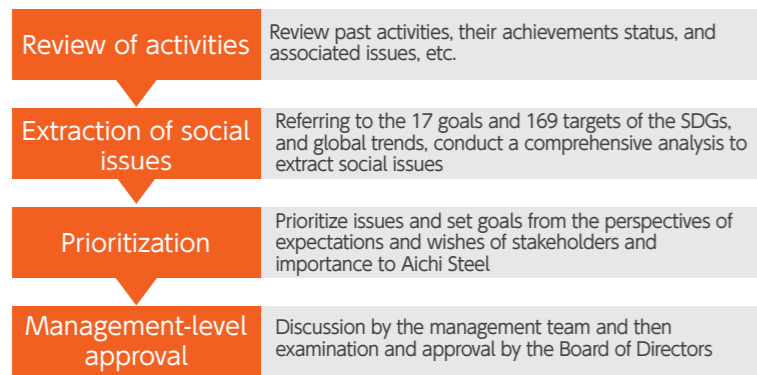 Review of activities
Review past activities, their achievements status, and
associated issues, etc.
Extraction of social
issues
Referring to the 17 goals and 169 targets of the SDGs,
and global trends, conduct a comprehensive analysis to
extract social issues
Prioritization
Prioritize issues and set goals from the perspectives of
expectations and wishes of stakeholders and
importance to Aichi Steel
Management-level
approval
Discussion by the management team and then
examination and approval by the Board of Directors